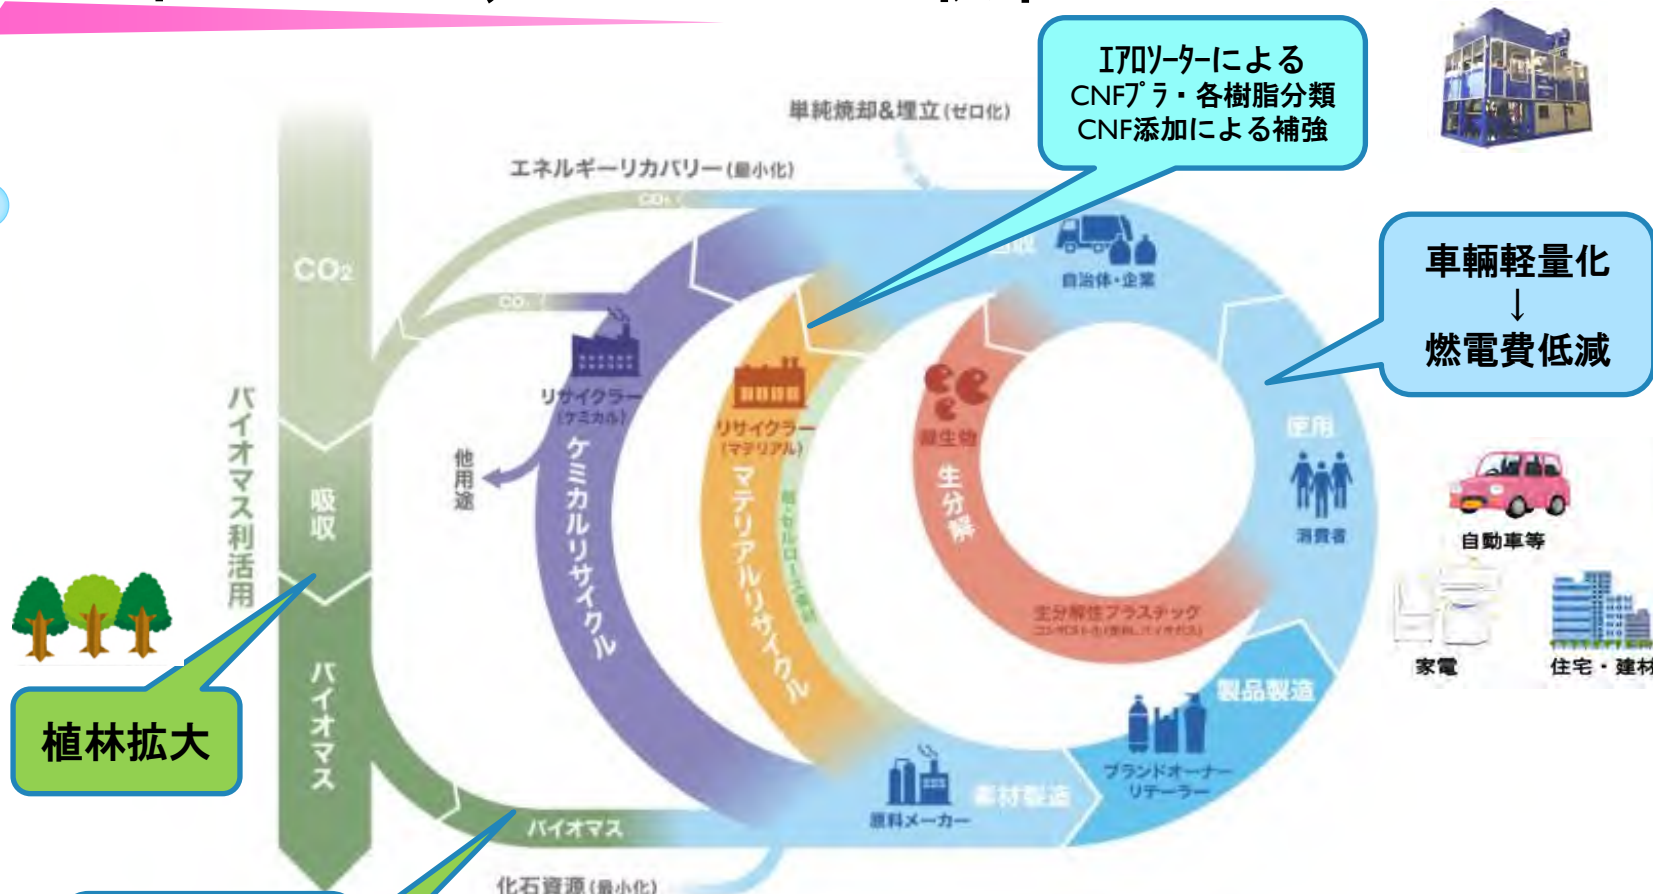 エアロソーターによる
CNFプラ・各樹脂分類
CNF添加による補強
単純焼却&埋立(ゼロ化)
エネルギーリカバリー(最小化)
CO₂
自治体・企業
車輌軽量化
↓
燃電費低減
CO₂
CO₂
リサイクラー
(ケミカル)
ケミカルリサイクル
リサイクラー
(マテリアル)
マテリアルリサイクル
微生物
生分解
使用
消費者
自動車等
家電
住宅・建材
バイオマス利活用
吸収
他用途
生分解性プラスチック
製品製造
ブランドオーナー
リテーラー
植林拡大
バイオマス
素材製造
原料メーカー
バイオマス
化石資源(最小化)